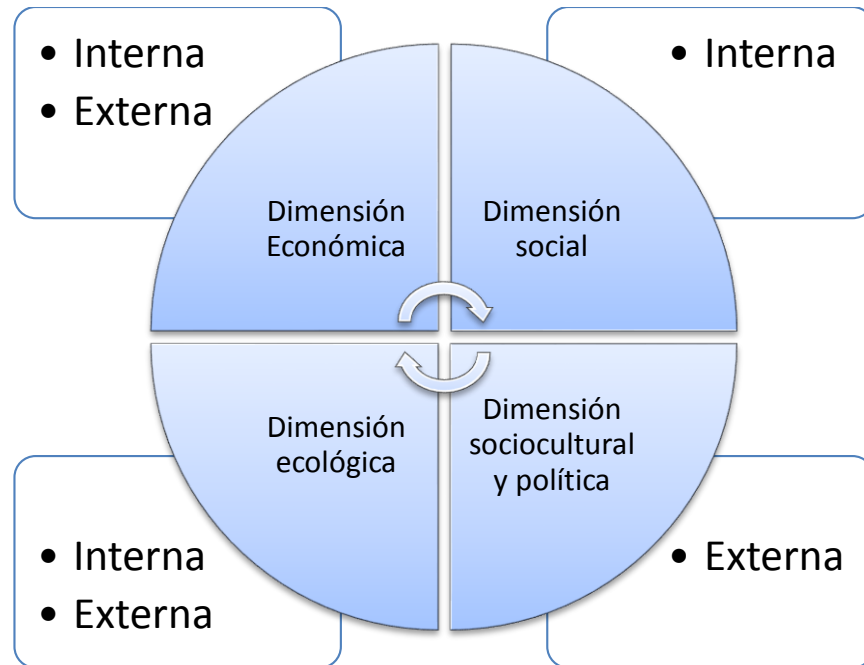 • Interna
• Externa
• Interna
Dimensión
Económica
Dimensión
social
Dimensión
ecológica
Dimensión
sociocultural
y política
• Interna
• Externa
• Externa